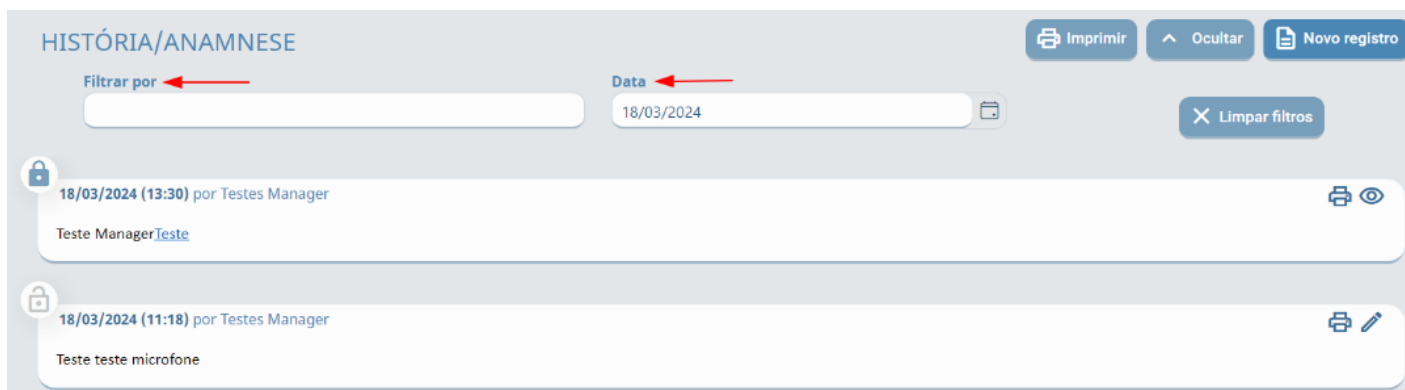 HISTÓRIA/ANAMNESE
Imprimir
Ocultar
Novo registro
Filtrar por
Data
18/03/2024
Limpar filtros
18/03/2024 (13:30) por Testes Manager
Teste ManagerTeste
18/03/2024 (11:18) por Testes Manager
Teste teste microfone